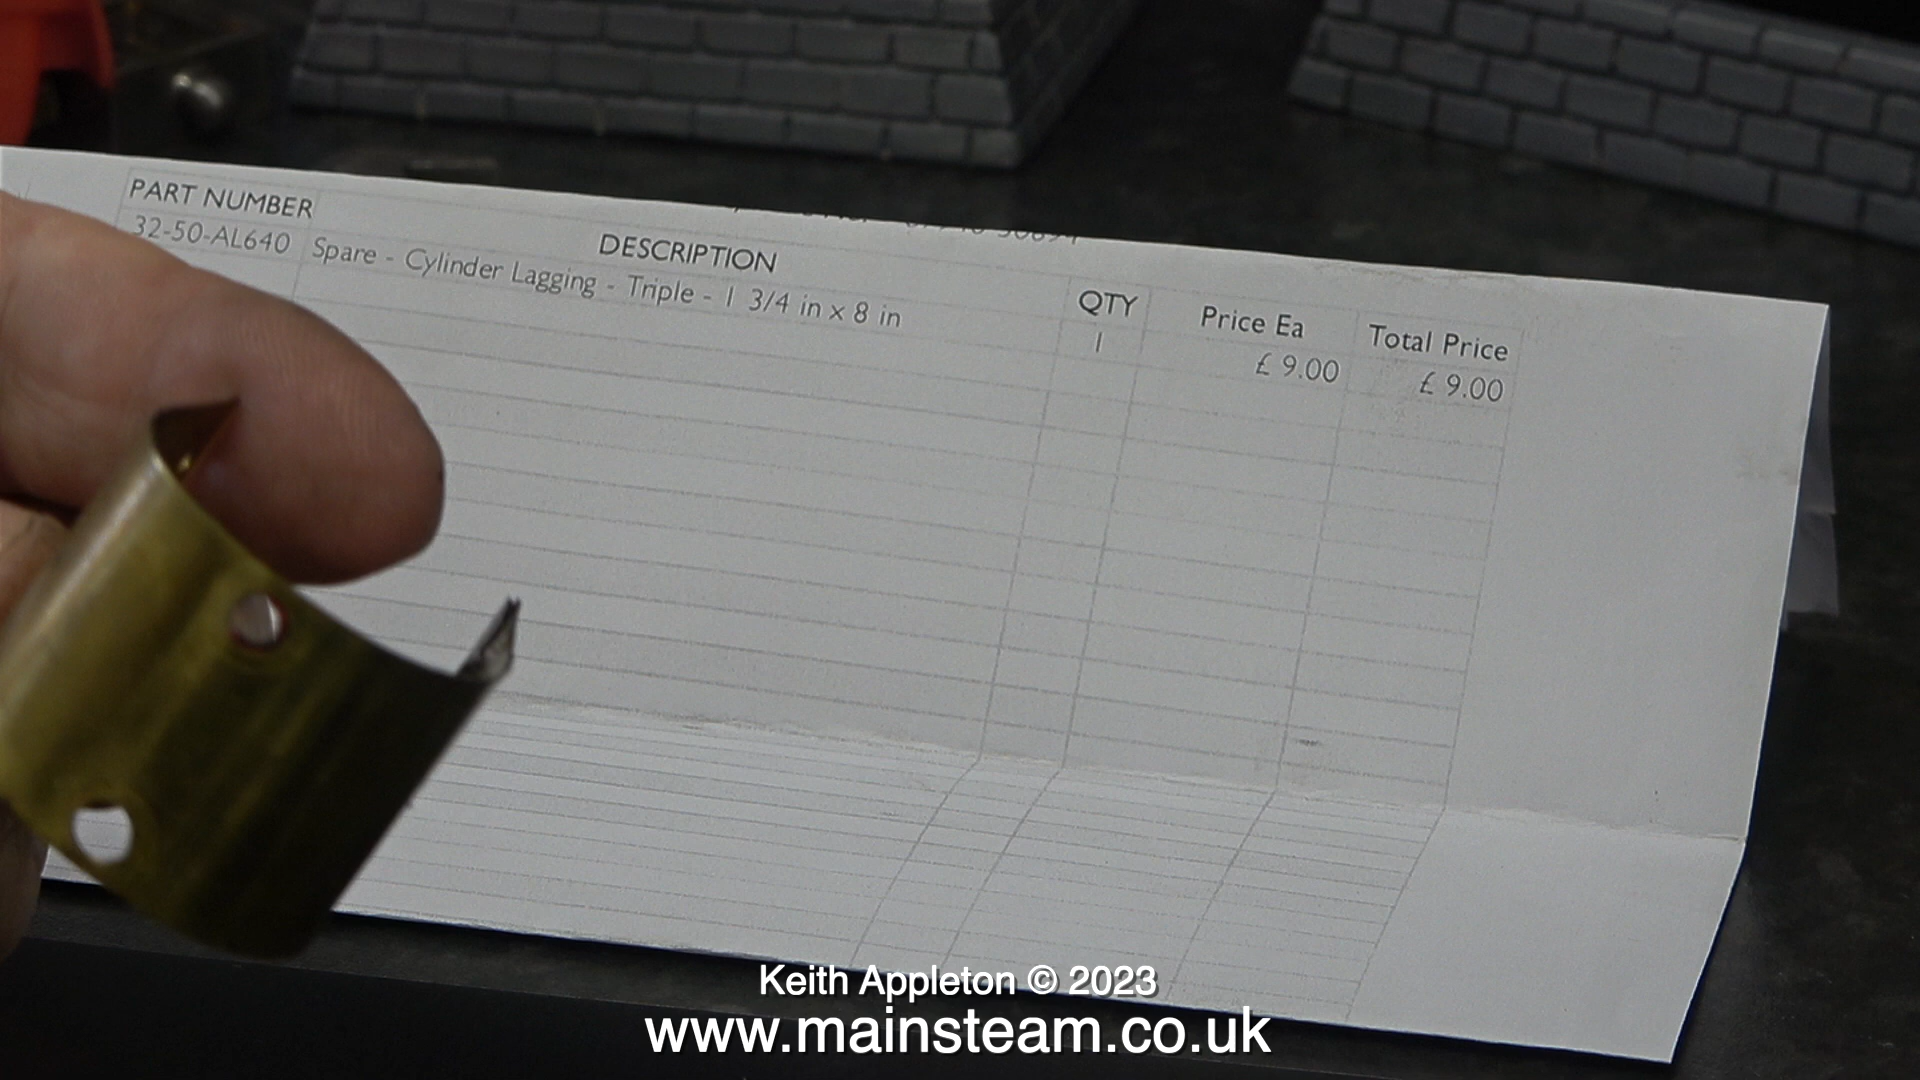 PART NUMBER DESCRIPTION QTY Price Ea Total Price
32-50-AL640 Spare - Cylinder Lagging - Triple - 1 3/4 in x 8 in 1 £ 9.00 £ 9.00
Keith Appleton © 2023
www.mainsteam.co.uk